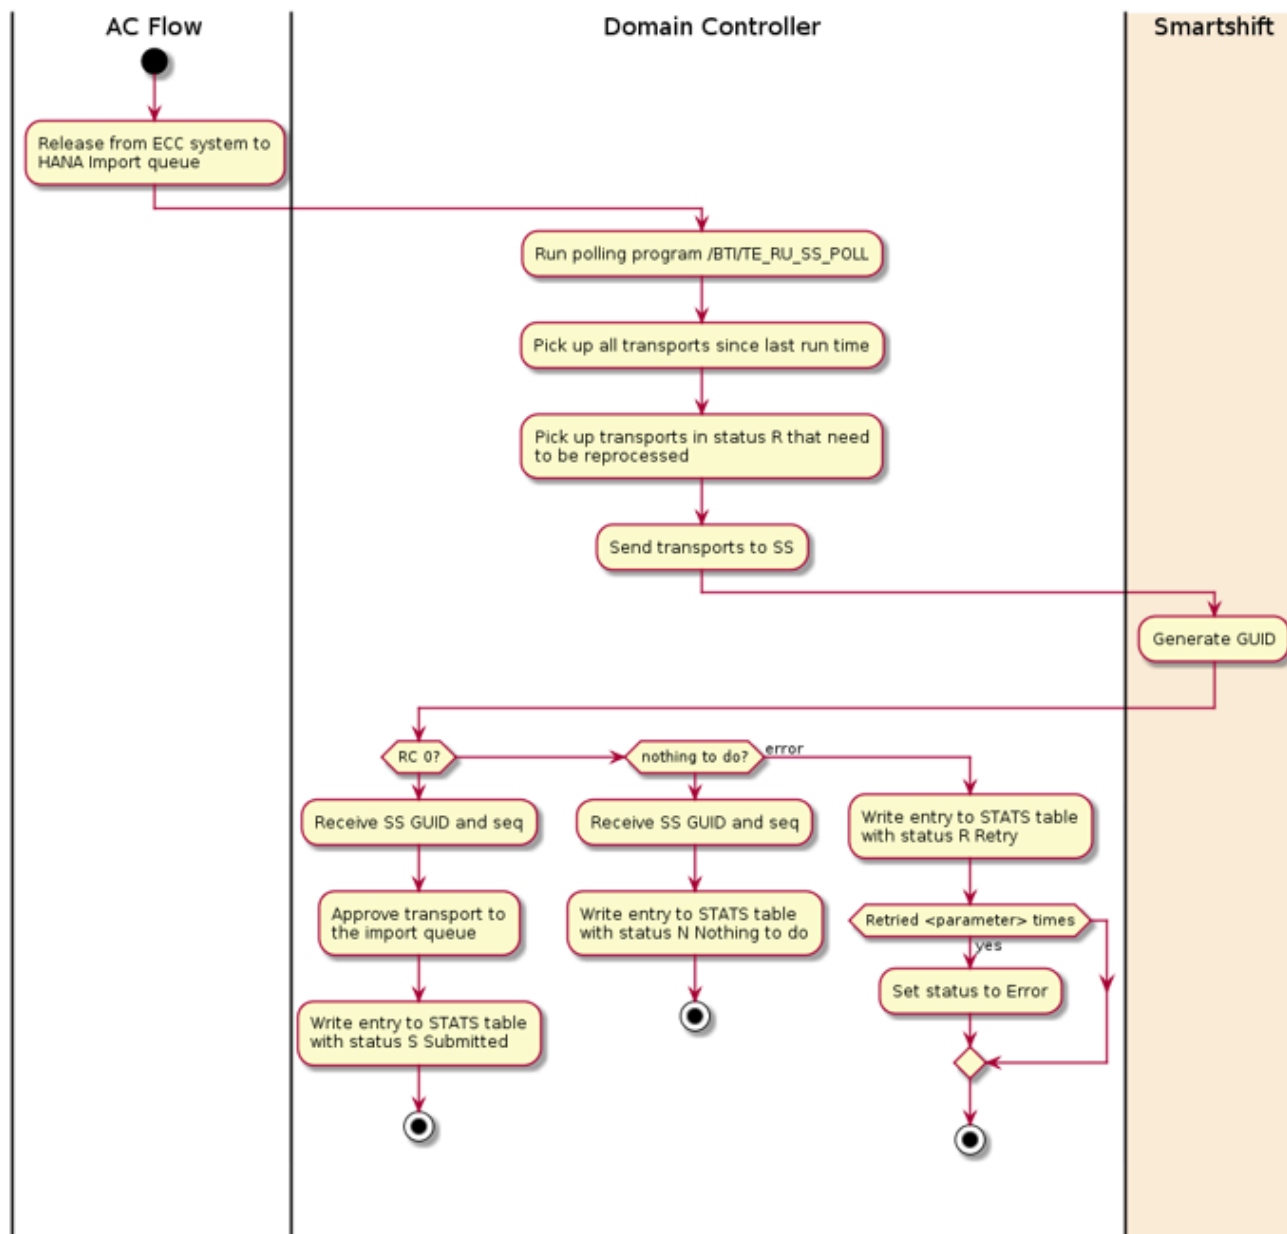 AC Flow
Domain Controller
Smartshift
Release from ECC system to
HANA Import queue
Run polling program /BTI/TE_RU_SS_POLL
Pick up all transports since last run time
Pick up transports in status R that need
to be reprocessed
Send transports to SS
Generate GUID
RC 0?
nothing to do?
error
Receive SS GUID and seq
Receive SS GUID and seq
Write entry to STATS table
with status R Retry
Approve transport to
the import queue
Write entry to STATS table
with status N Nothing to do
Retried <parameter> times
yes
Set status to Error
Write entry to STATS table
with status S Submitted